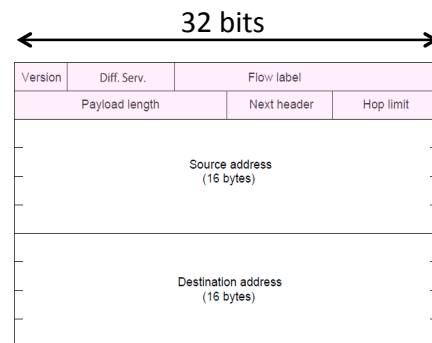 32 bits
Version Diff. Serv. Flow label
Payload length Next header Hop limit
Source address
(16 bytes)
Destination address
(16 bytes)